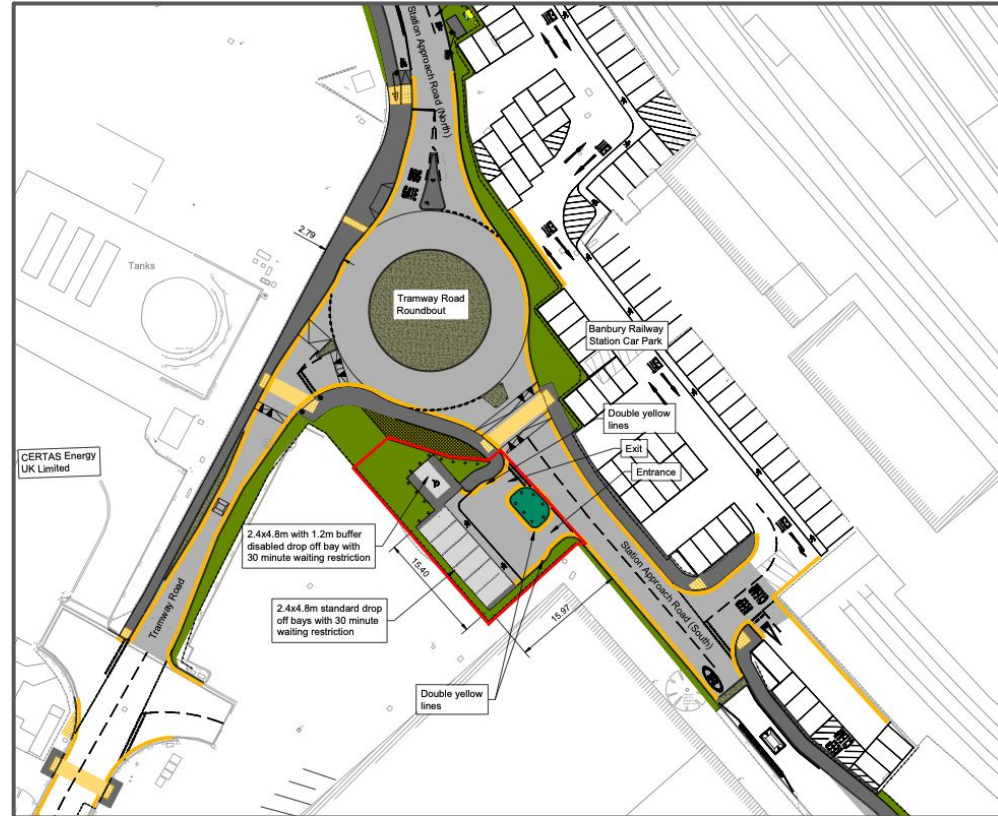 Station Approach Road (North)
2.79
Tanks
Tramway Road
Roundbout
Banbury Railway
Station Car Park
Double yellow
lines
Exit
Entrance
CERTAS Energy
UK Limited
2.4x4.8m with 1.2m buffer
disabled drop off bay with
30 minute waiting restriction
15.40
2.4x4.8m standard drop
off bays with 30 minute
waiting restriction
15.97
Station Approach Road (South)
Tramway Road
Double yellow
lines